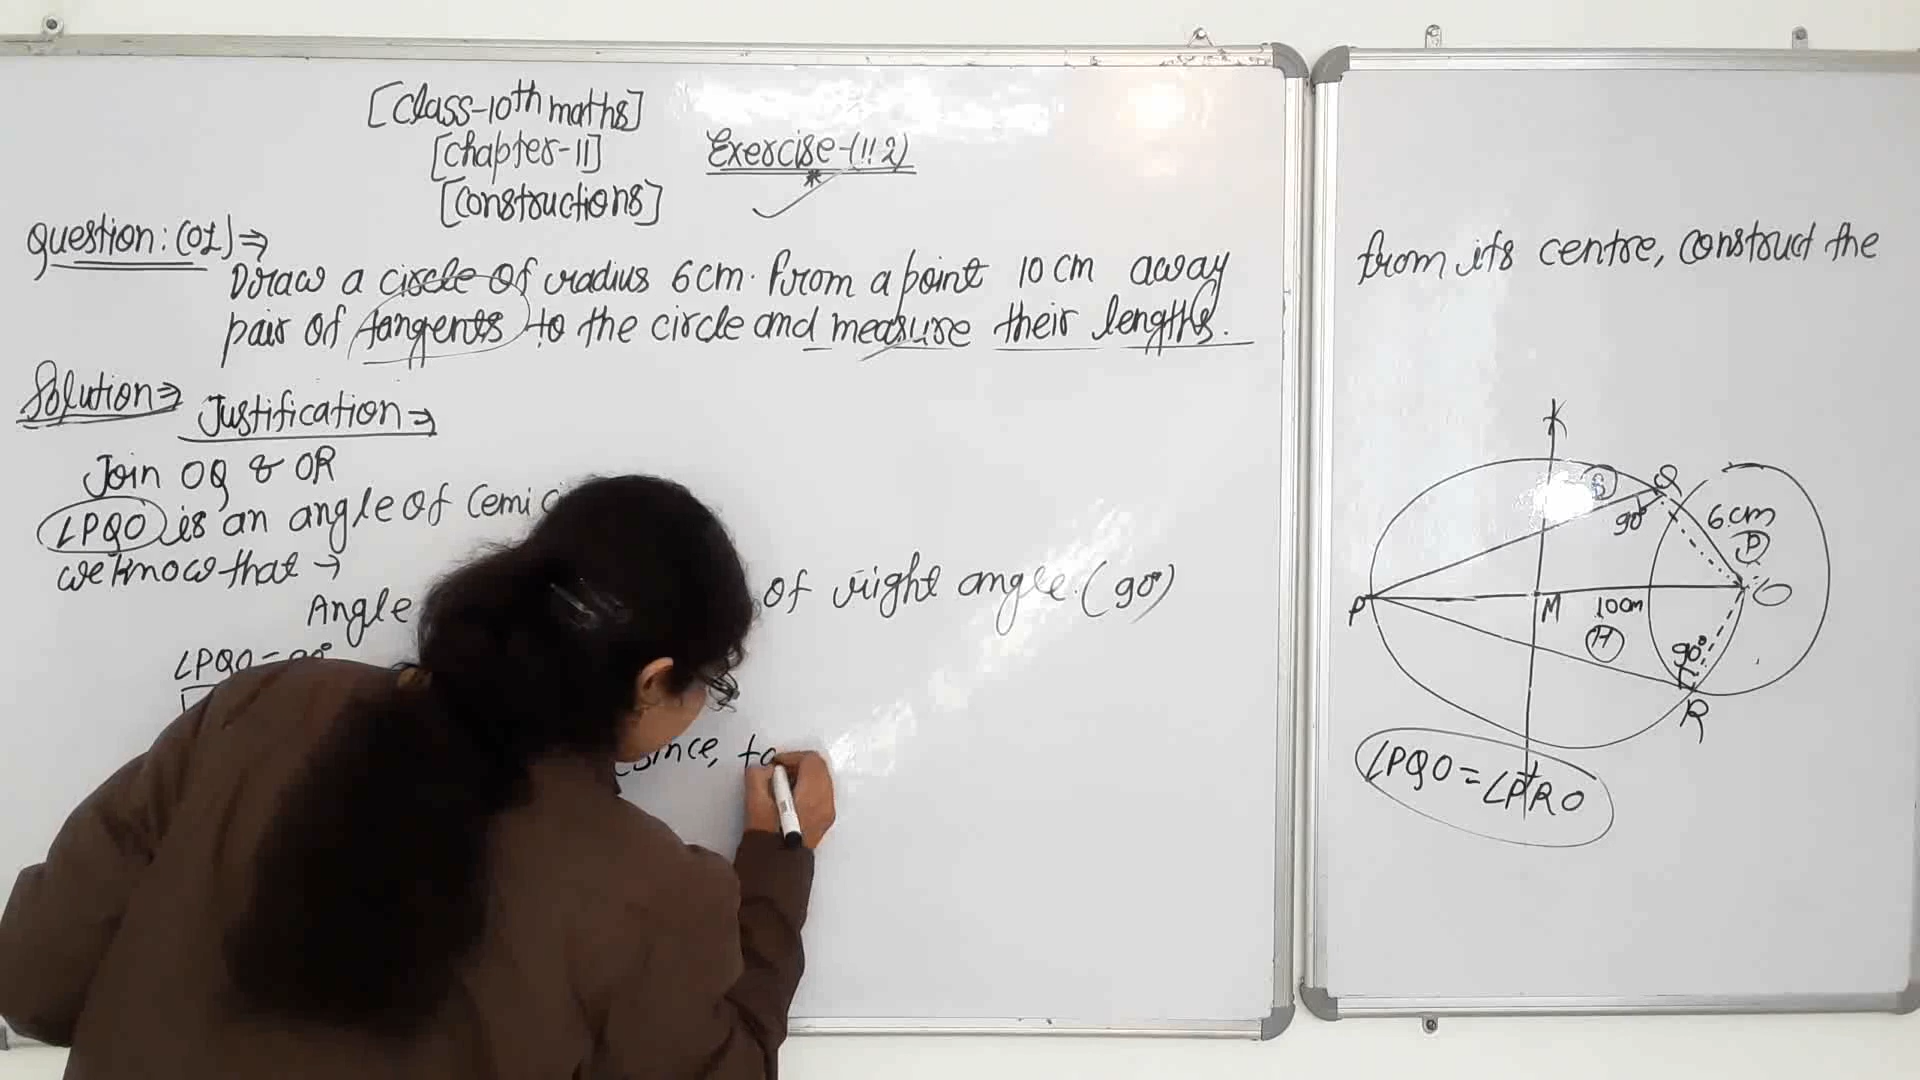 [Class-10th maths]
[chapter-11]
[constructions]
Exercise-(11.2)
Question:(01)⇒
Draw a circle of radius 6cm. From a point 10cm away
from its centre, construct the
pair of tangents to the circle and measure their lengths.
Solution⇒ Justification⇒
Join OQ & OR
∠PQO is an angle of Cemi
we know that →
Angle of right angle.(90°)
∠PQO = 90°
since, ta
Q
B
90°
6cm
P
P
M
10cm
O
H
90°
R
∠PQO = ∠PRO